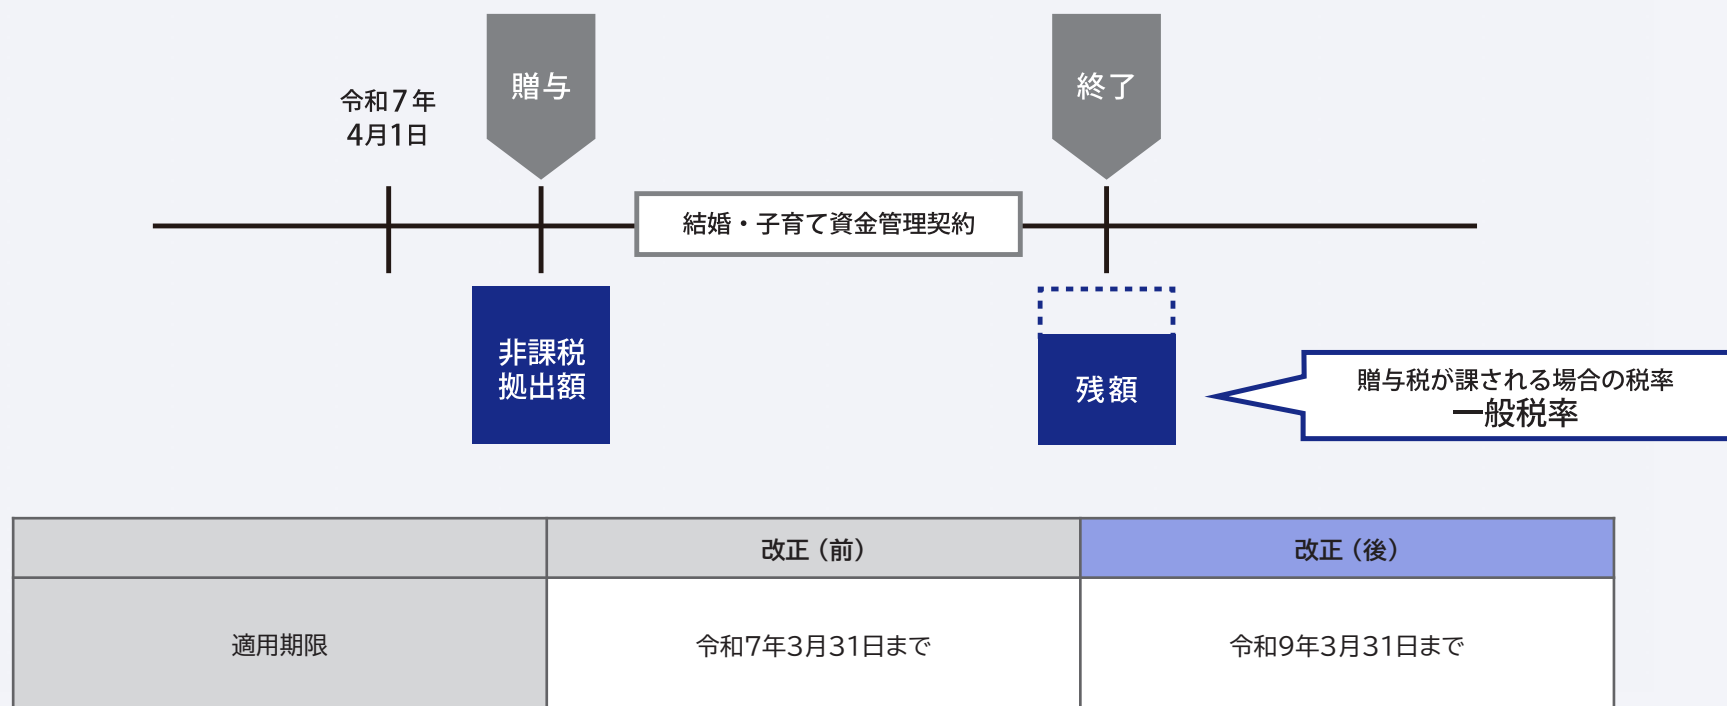 令和7年
4月1日
贈与
終了
結婚・子育て資金管理契約
非課税
拠出額
残額
贈与税が課される場合の税率
一般税率
改正（前）
改正（後）
適用期限
令和7年3月31日まで
令和9年3月31日まで